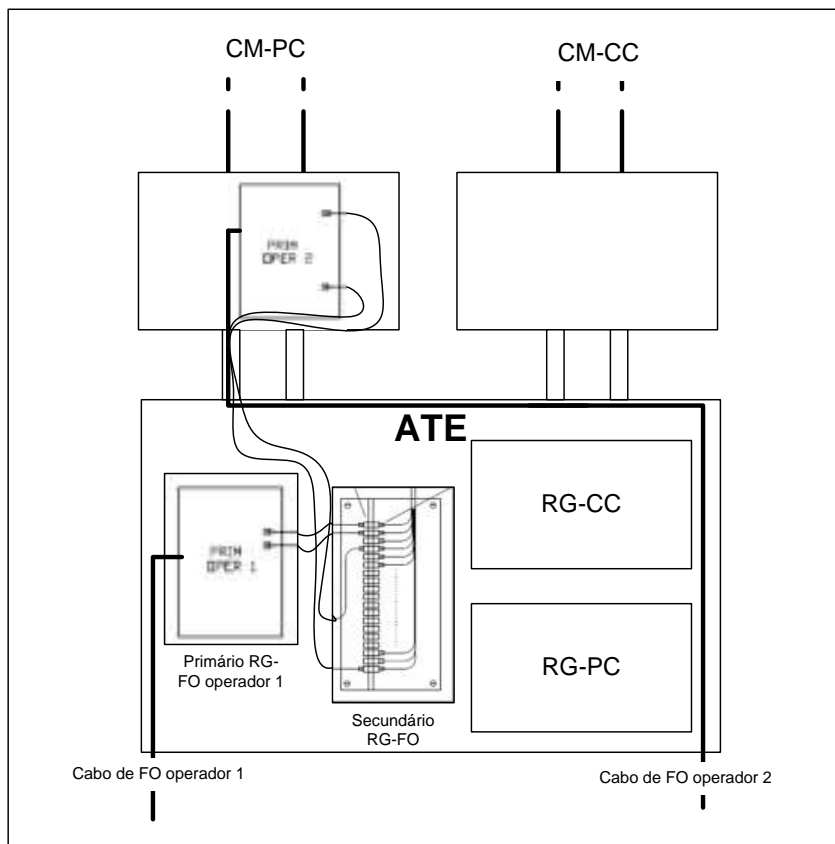 CM-PC
CM-CC
PRIM
OPER 2
ATE
RG-CC
PRIM
OPER 1
RG-PC
Primário RG-
FO operador 1
Secundário
RG-FO
Cabo de FO operador 1
Cabo de FO operador 2